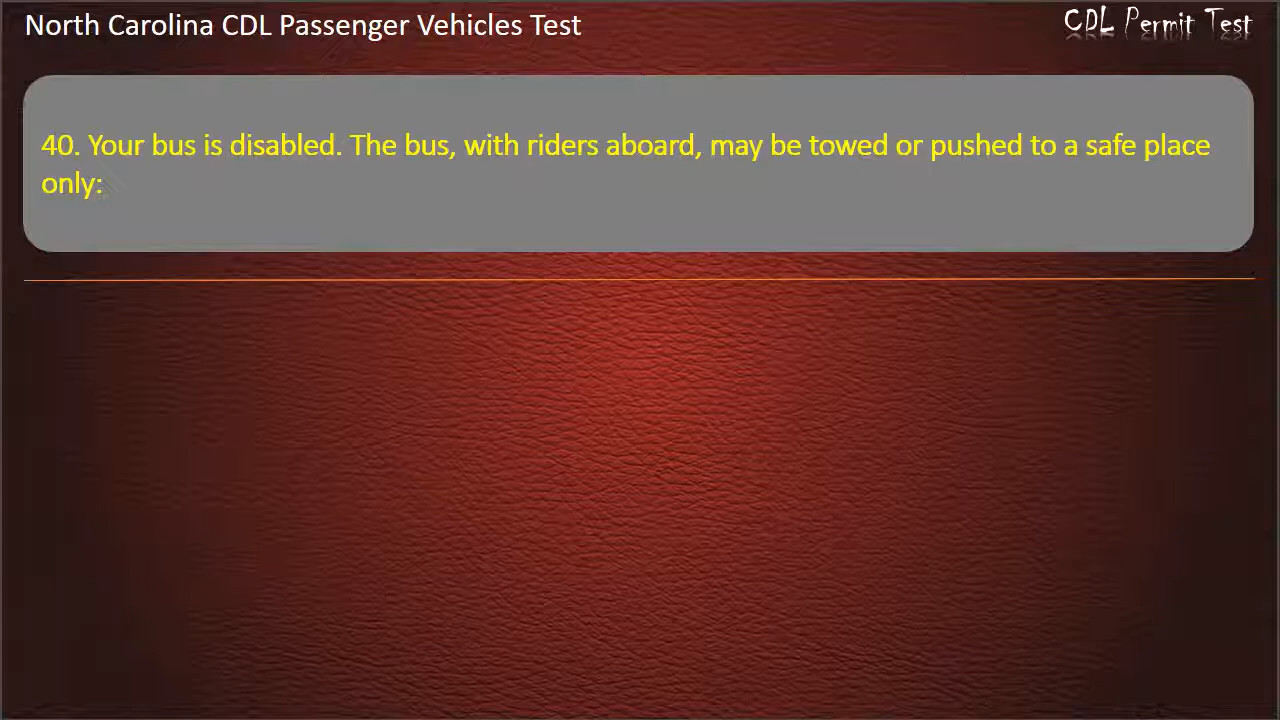 North Carolina CDL Passenger Vehicles Test
CDL Permit Test
40. Your bus is disabled. The bus, with riders aboard, may be towed or pushed to a safe place
only: